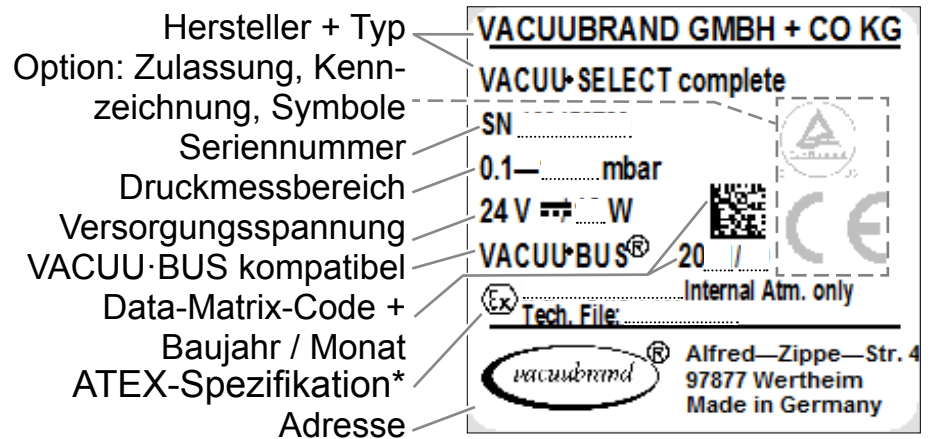 Hersteller + Typ
Option: Zulassung, Kenn-
zeichnung, Symbole
Seriennummer
Druckmessbereich
Versorgungsspannung
VACUU·BUS kompatibel
Data-Matrix-Code +
Baujahr / Monat
ATEX-Spezifikation*
Adresse
VACUUBRAND GMBH + CO KG
VACUU·SELECT complete
SN
0.1— mbar
24 V W
VACUU·BUS® 20 /
Ex Internal Atm. only
Tech. File:
CE
vacuubrand ®
Alfred—Zippe—Str. 4
97877 Wertheim
Made in Germany